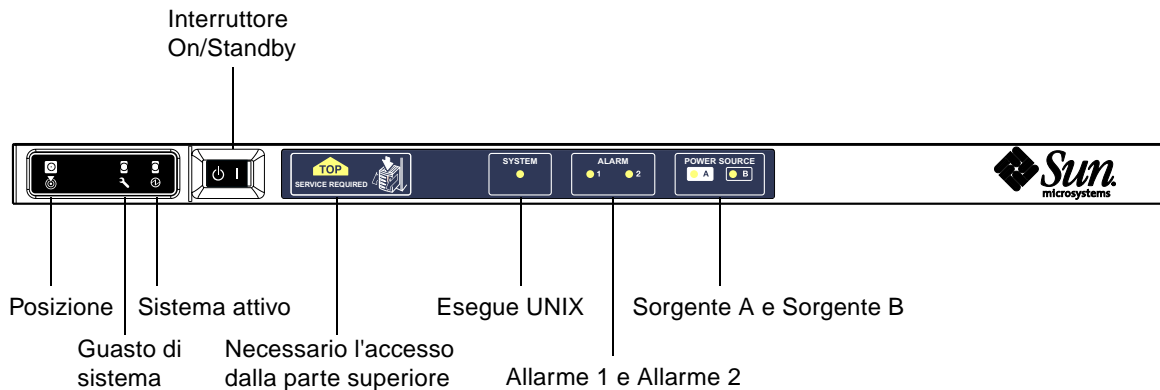 Interruttore
On/Standby
TOP
SERVICE REQUIRED
SYSTEM
ALARM
1 2
POWER SOURCE
A B
Sun.
microsystems
Posizione
Sistema attivo
Esegue UNIX
Sorgente A e Sorgente B
Guasto di
sistema
Necessario l'accesso
dalla parte superiore
Allarme 1 e Allarme 2